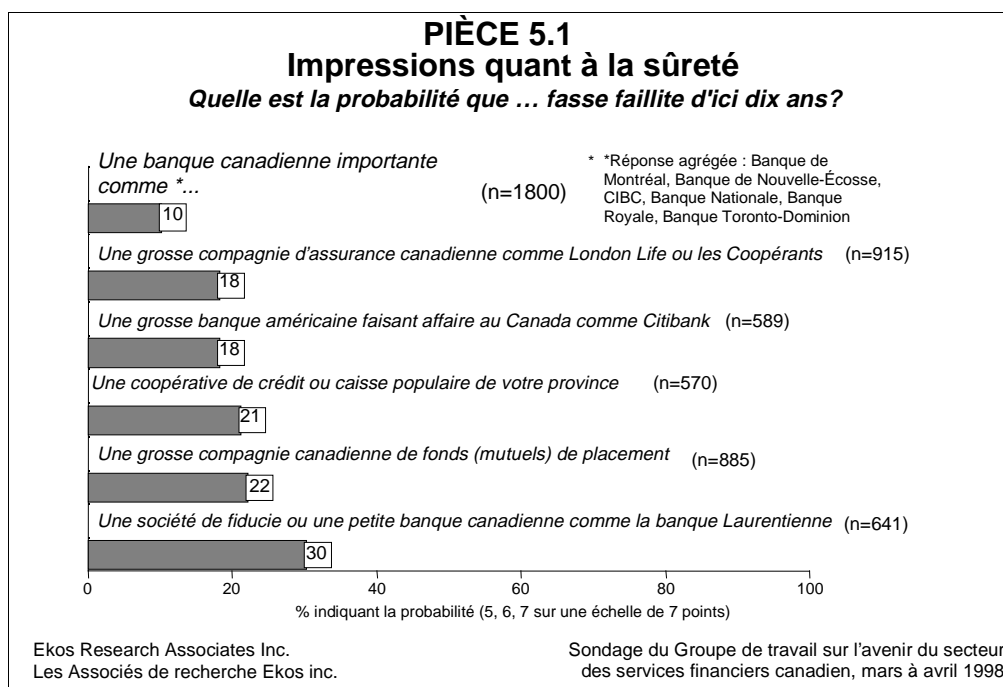 PIÈCE 5.1
Impressions quant à la sûreté
Quelle est la probabilité que … fasse faillite d'ici dix ans?
Une banque canadienne importante
comme *...
(n=1800)
* *Réponse agrégée : Banque de
Montréal, Banque de Nouvelle-Écosse,
CIBC, Banque Nationale, Banque
Royale, Banque Toronto-Dominion
10
Une grosse compagnie d'assurance canadienne comme London Life ou les Coopérants (n=915)
18
Une grosse banque américaine faisant affaire au Canada comme Citibank (n=589)
18
Une coopérative de crédit ou caisse populaire de votre province (n=570)
21
Une grosse compagnie canadienne de fonds (mutuels) de placement (n=885)
22
Une société de fiducie ou une petite banque canadienne comme la banque Laurentienne (n=641)
30
0 20 40 60 80 100
% indiquant la probabilité (5, 6, 7 sur une échelle de 7 points)
Ekos Research Associates Inc.
Les Associés de recherche Ekos inc.
Sondage du Groupe de travail sur l'avenir du secteur
des services financiers canadien, mars à avril 1998